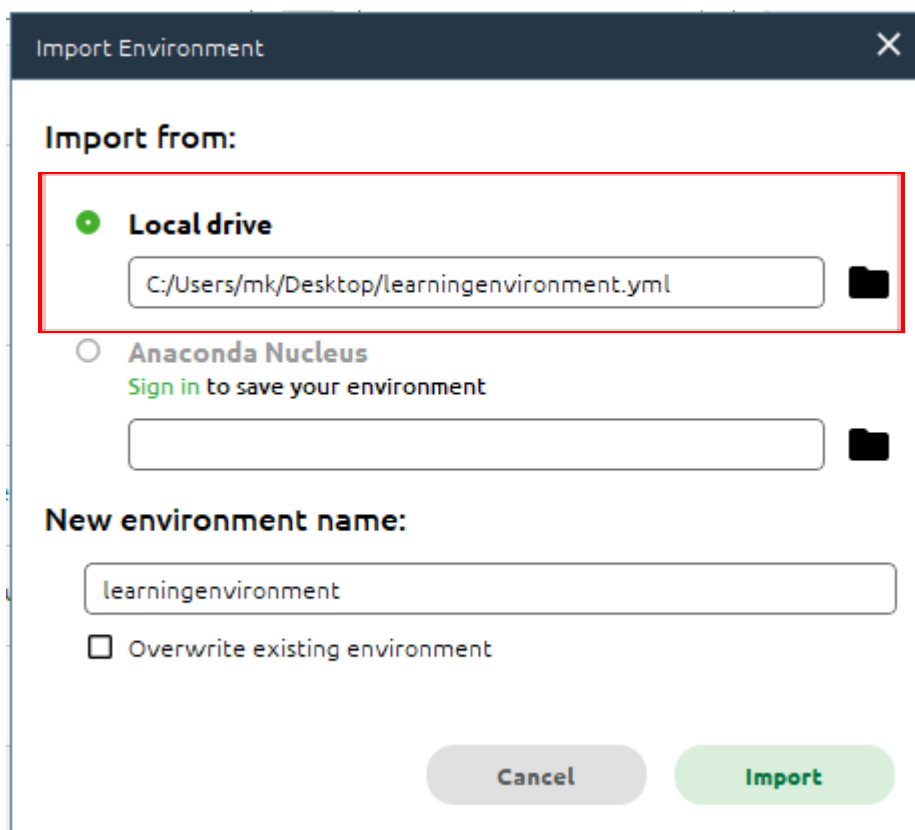 Import Environment
Import from:
Local drive
C:/Users/mk/Desktop/learningenvironment.yml
Anaconda Nucleus
Sign in to save your environment
New environment name:
learningenvironment
Overwrite existing environment
Cancel
Import